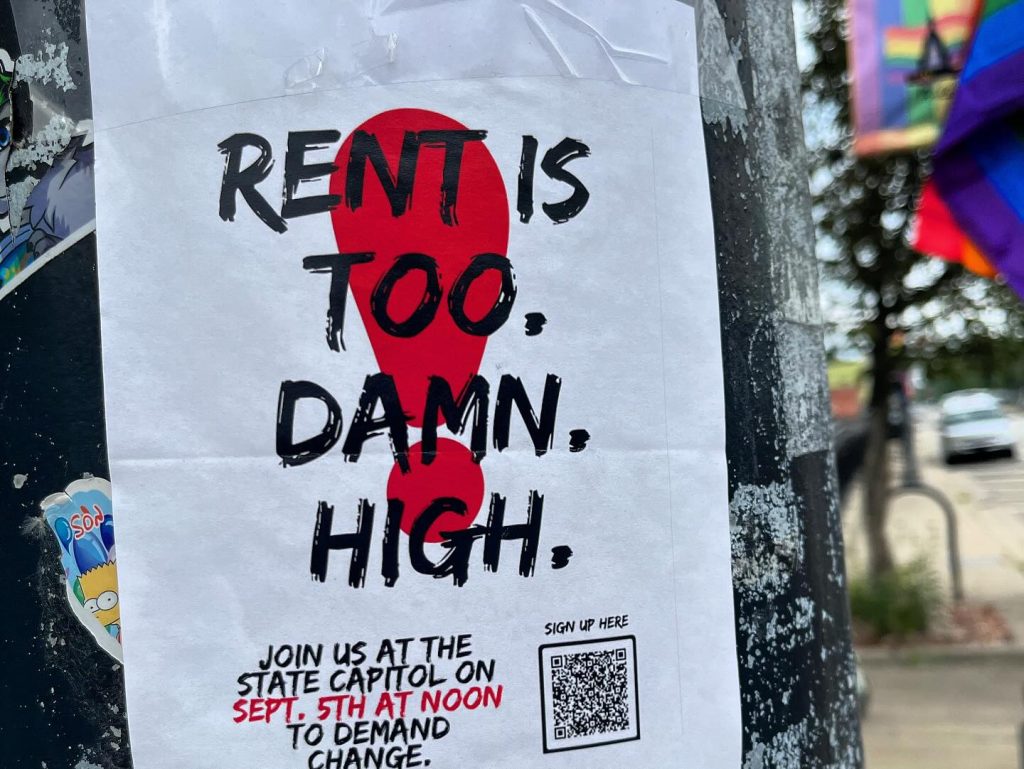 RENT IS
TOO.
DAMN.
HIGH.
JOIN US AT THE
STATE CAPITOL ON
SEPT. 5TH AT NOON
TO DEMAND
CHANGE.
SIGN UP HERE